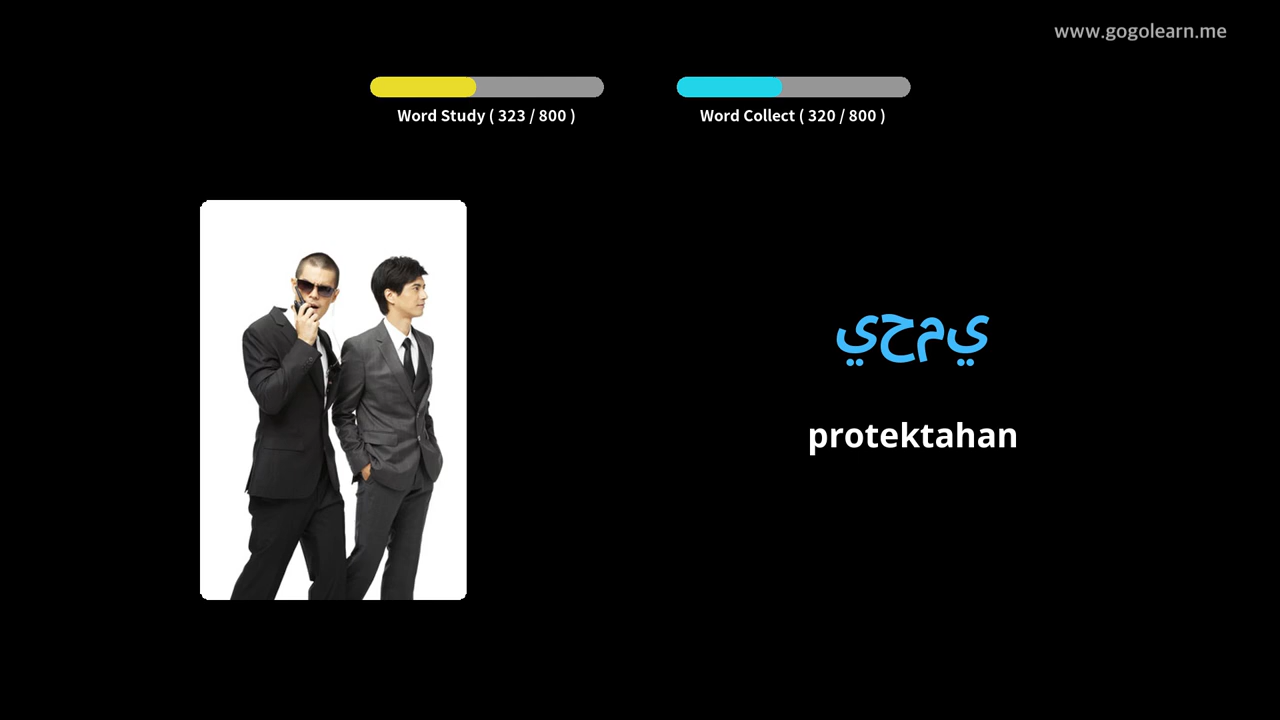 www.gogolearn.me
Word Study ( 323 / 800 )
Word Collect ( 320 / 800 )
يحمي
protektahan